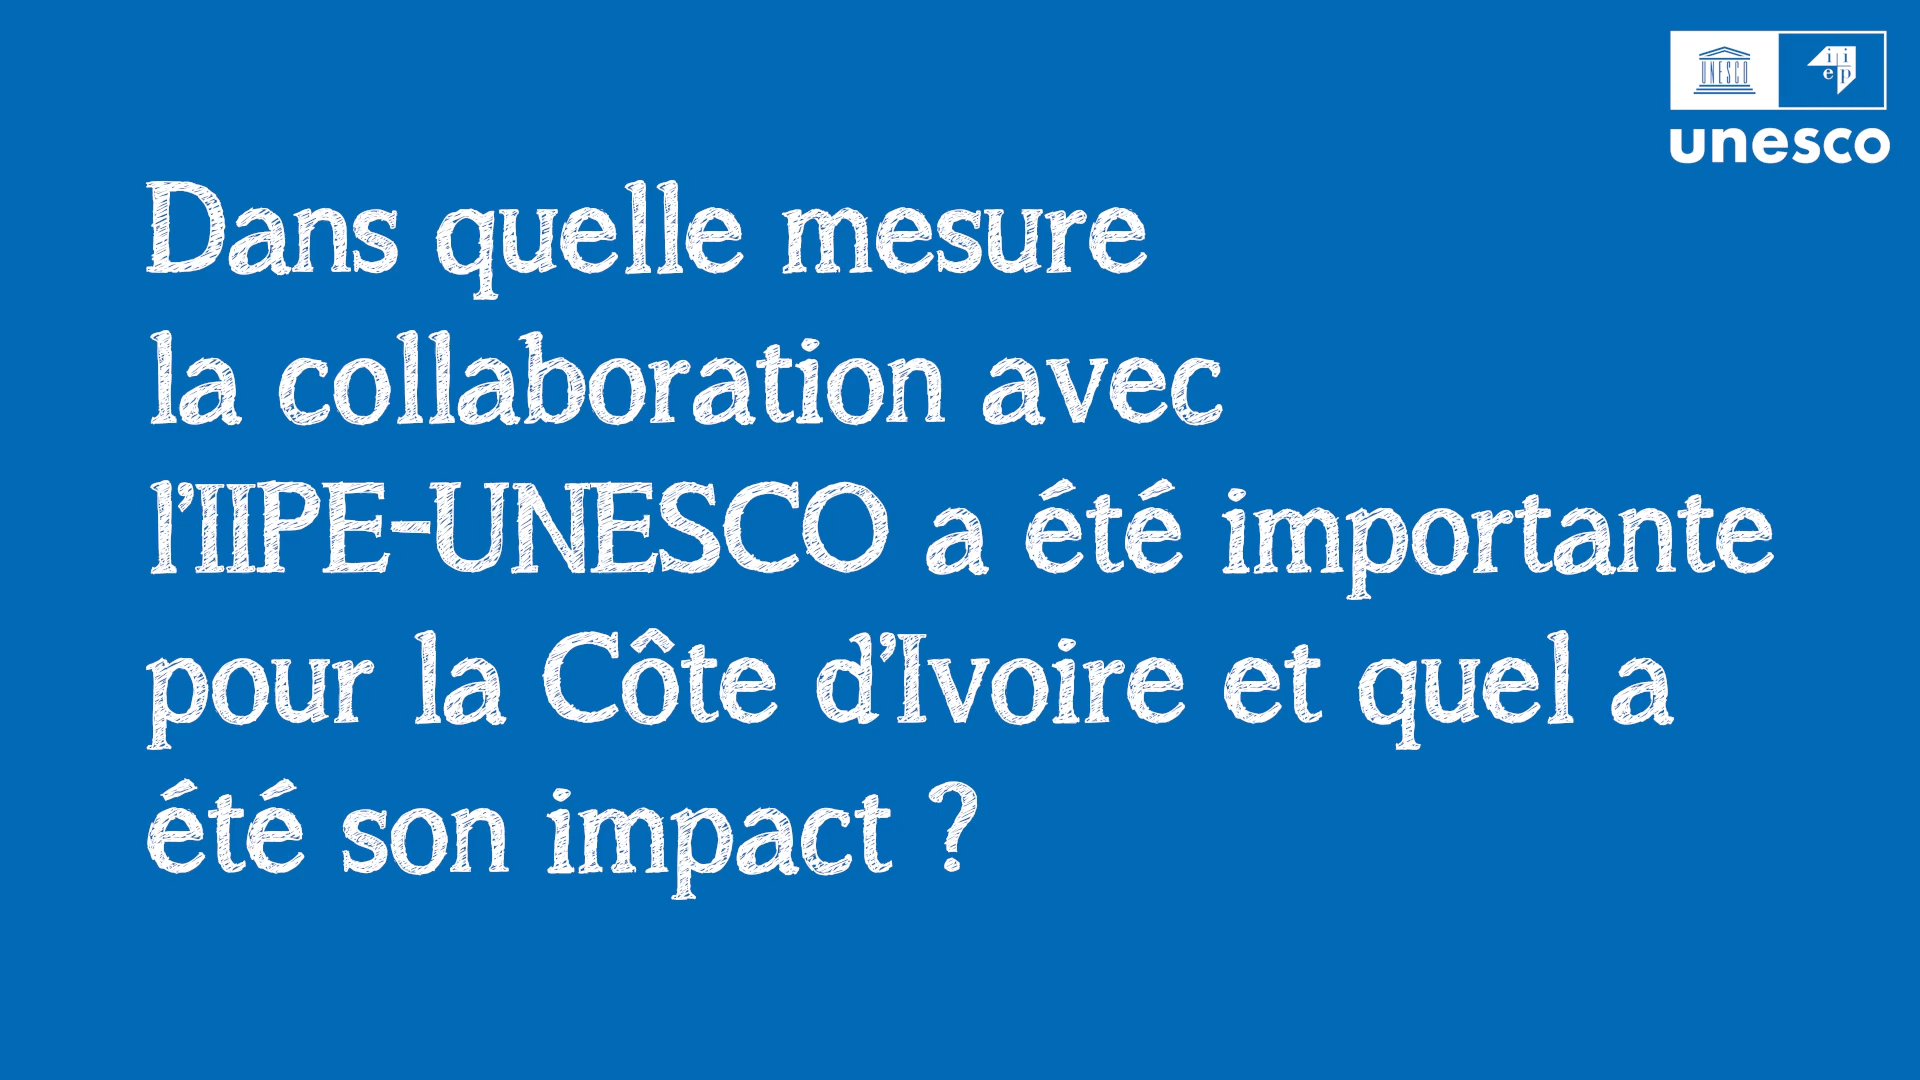 UNESCO
i i
e p
unesco
Dans quelle mesure
la collaboration avec
l’IIPE-UNESCO a été importante
pour la Côte d’Ivoire et quel a
été son impact ?